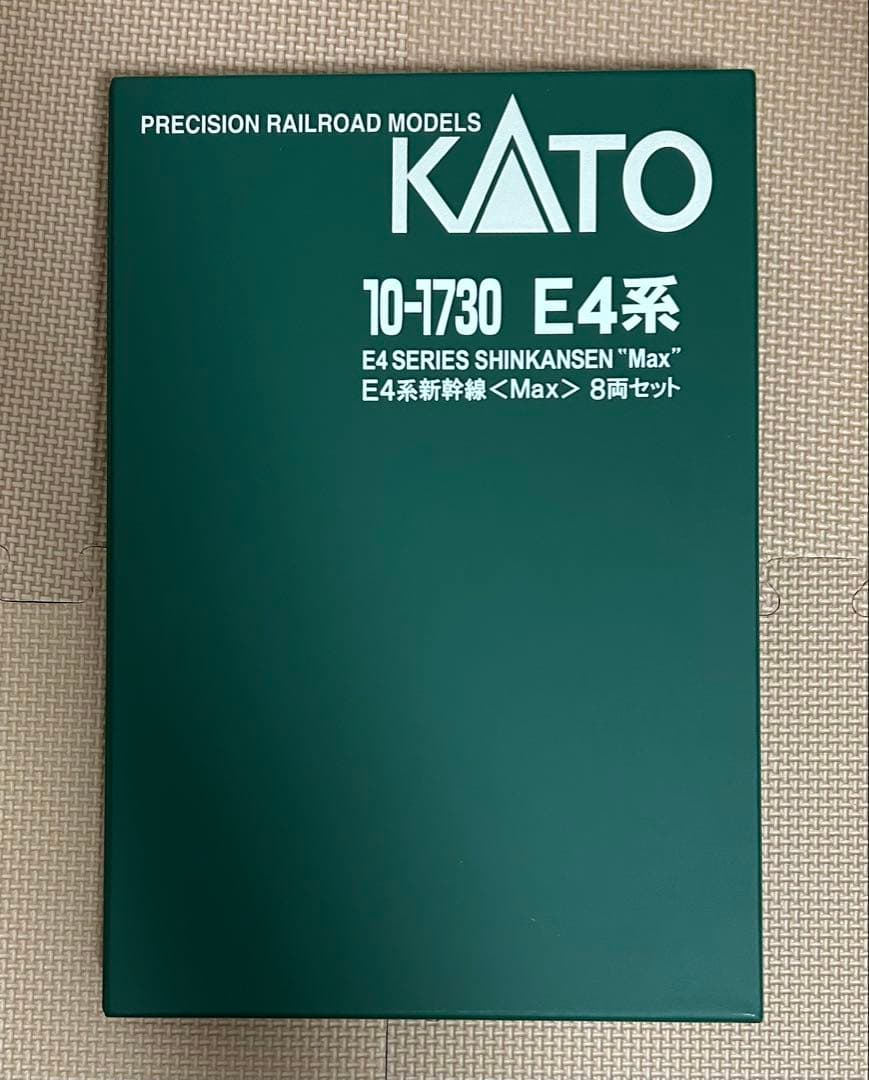 PRECISION RAILROAD MODELS
KATO
10-1730 E4系
E4 SERIES SHINKANSEN "Max"
E4系新幹線<Max> 8両セット